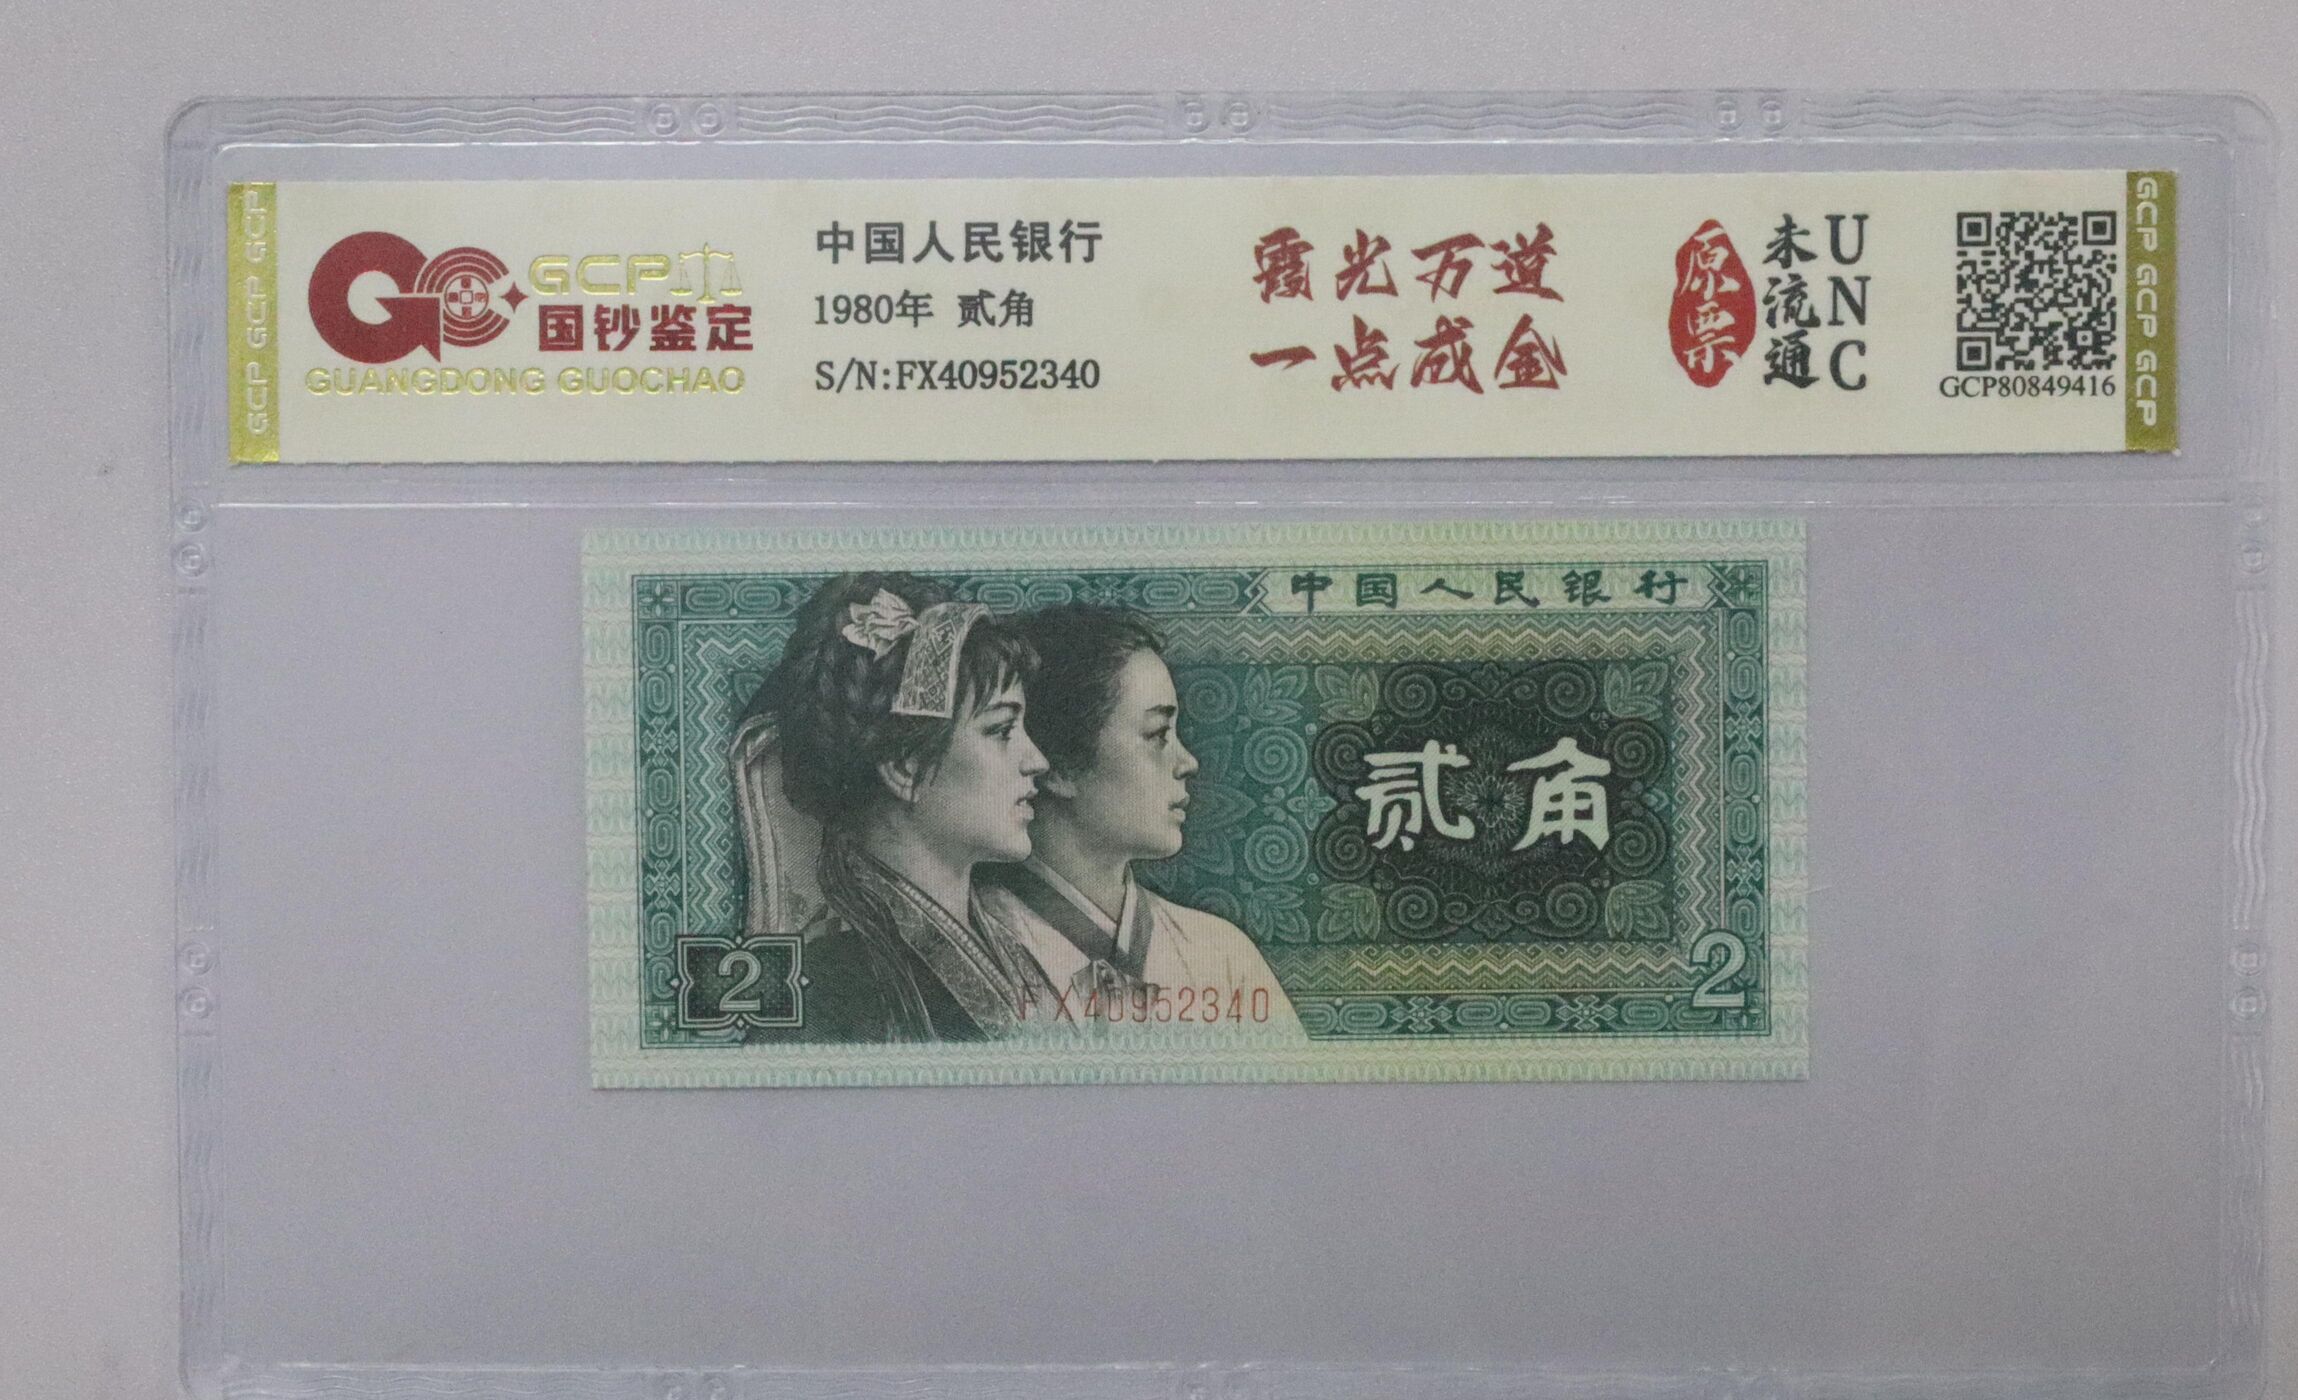 GCP
国钞鉴定
GUANGDONG GUOCHAO
中国人民银行
1980年 贰角
S/N:FX40952340
霞光万道
一点成金
原票
未流通
UNC
GCP80849416
GCP GCP GCP
GCP GCP GCP
中国人民银行
贰角
2
2
FX40952340